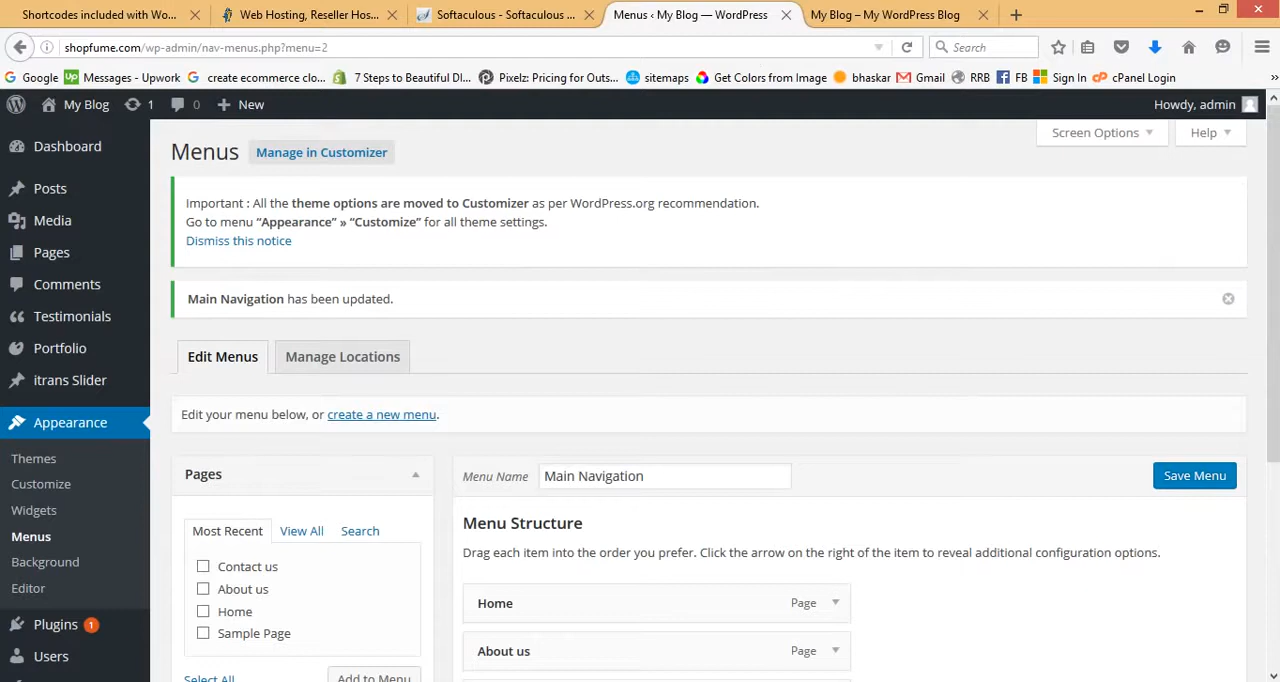 Shortcodes included with Wo...
Web Hosting, Reseller Hos...
Softaculous - Softaculous ...
Menus ‹ My Blog — WordPress
My Blog – My WordPress Blog
shopfume.com/wp-admin/nav-menus.php?menu=2
Search
Google
Messages - Upwork
create ecommerce clo...
7 Steps to Beautiful DI...
Pixelz: Pricing for Outs...
sitemaps
Get Colors from Image
bhaskar
Gmail
RRB
FB
Sign In
cPanel Login
My Blog
1
0
New
Howdy, admin
Dashboard
Posts
Media
Pages
Comments
Testimonials
Portfolio
itrans Slider
Appearance
Themes
Customize
Widgets
Menus
Background
Editor
Plugins 1
Users
Screen Options
Help
Menus
Manage in Customizer
Important : All the theme options are moved to Customizer as per WordPress.org recommendation.
Go to menu “Appearance” » “Customize” for all theme settings.
Dismiss this notice
Main Navigation has been updated.
Edit Menus
Manage Locations
Edit your menu below, or create a new menu.
Pages
Most Recent
View All
Search
Contact us
About us
Home
Sample Page
Select All
Add to Menu
Menu Name
Main Navigation
Save Menu
Menu Structure
Drag each item into the order you prefer. Click the arrow on the right of the item to reveal additional configuration options.
Home
Page
About us
Page